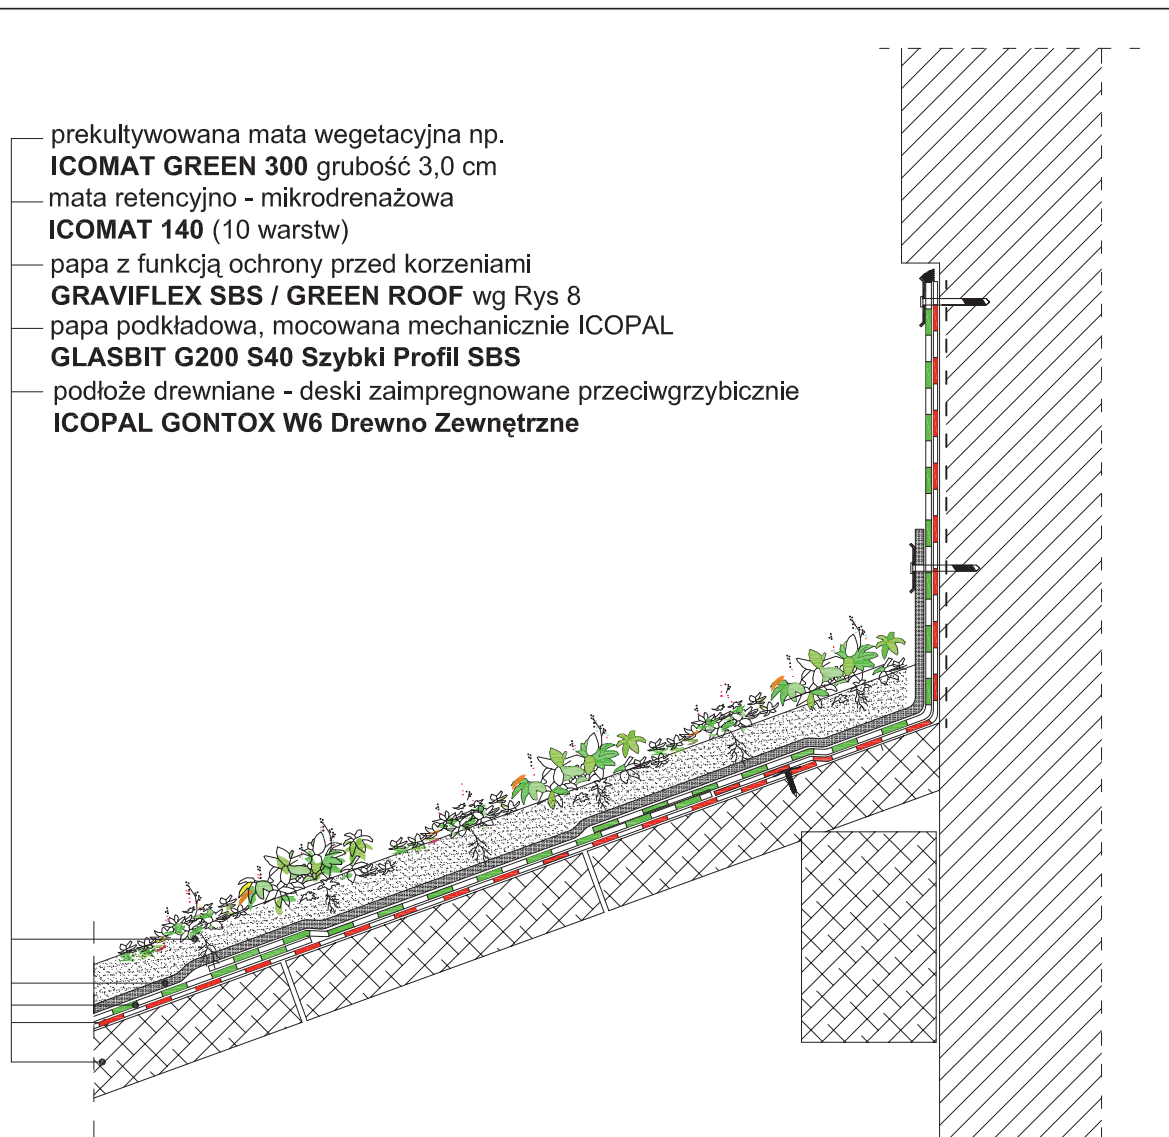 prekultywowana mata wegetacyjna np.
ICOMAT GREEN 300 grubość 3,0 cm
mata retencyjno - mikrodrenażowa
ICOMAT 140 (10 warstw)
papa z funkcją ochrony przed korzeniami
GRAVIFLEX SBS / GREEN ROOF wg Rys 8
papa podkładowa, mocowana mechanicznie ICOPAL
GLASBIT G200 S40 Szybki Profil SBS
podłoże drewniane - deski zaimpregnowane przeciwgrzybicznie
ICOPAL GONTOX W6 Drewno Zewnętrzne